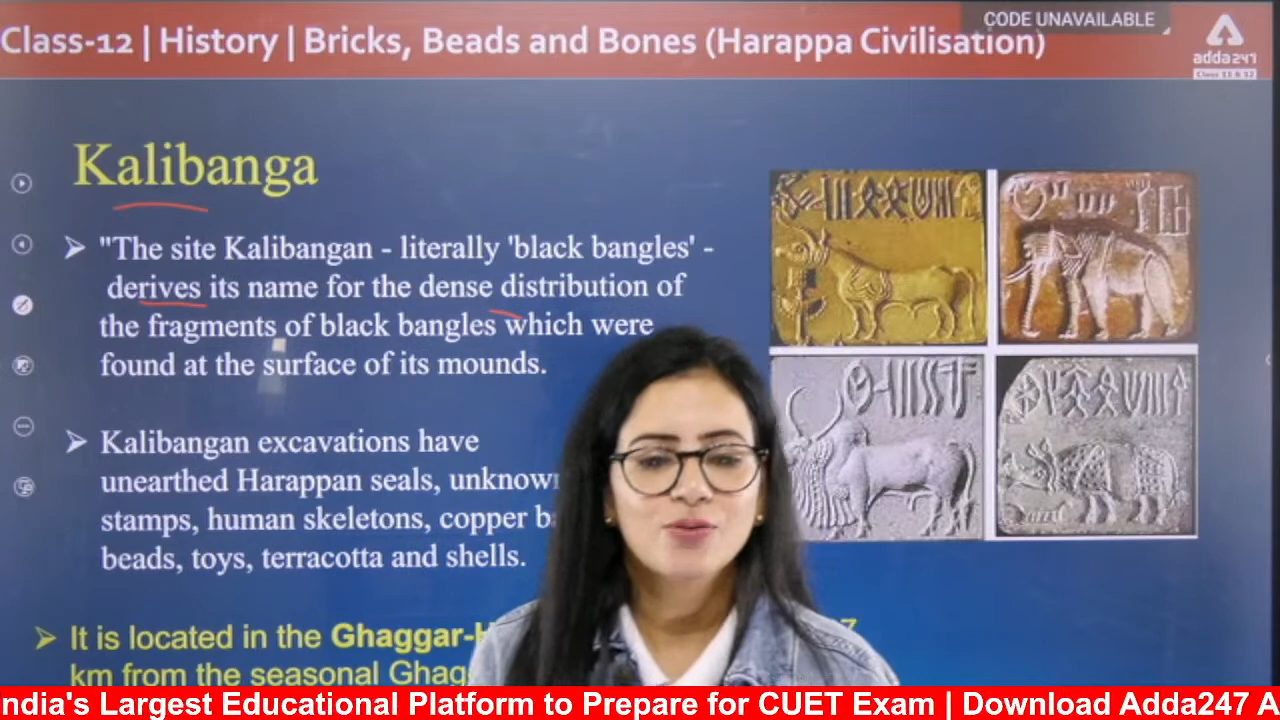 CODE UNAVAILABLE
Class-12 | History | Bricks, Beads and Bones (Harappa Civilisation)
adda247
Class 11 & 12
Kalibanga
"The site Kalibangan - literally 'black bangles' -
derives its name for the dense distribution of
the fragments of black bangles which were
found at the surface of its mounds.
Kalibangan excavations have
unearthed Harappan seals,
stamps, human skeletons, copper
beads, toys, terracotta and shells.
It is located in the 7
km from the seasonal
ndia's Largest Educational Platform to Prepare for CUET Exam | Download Adda247 A